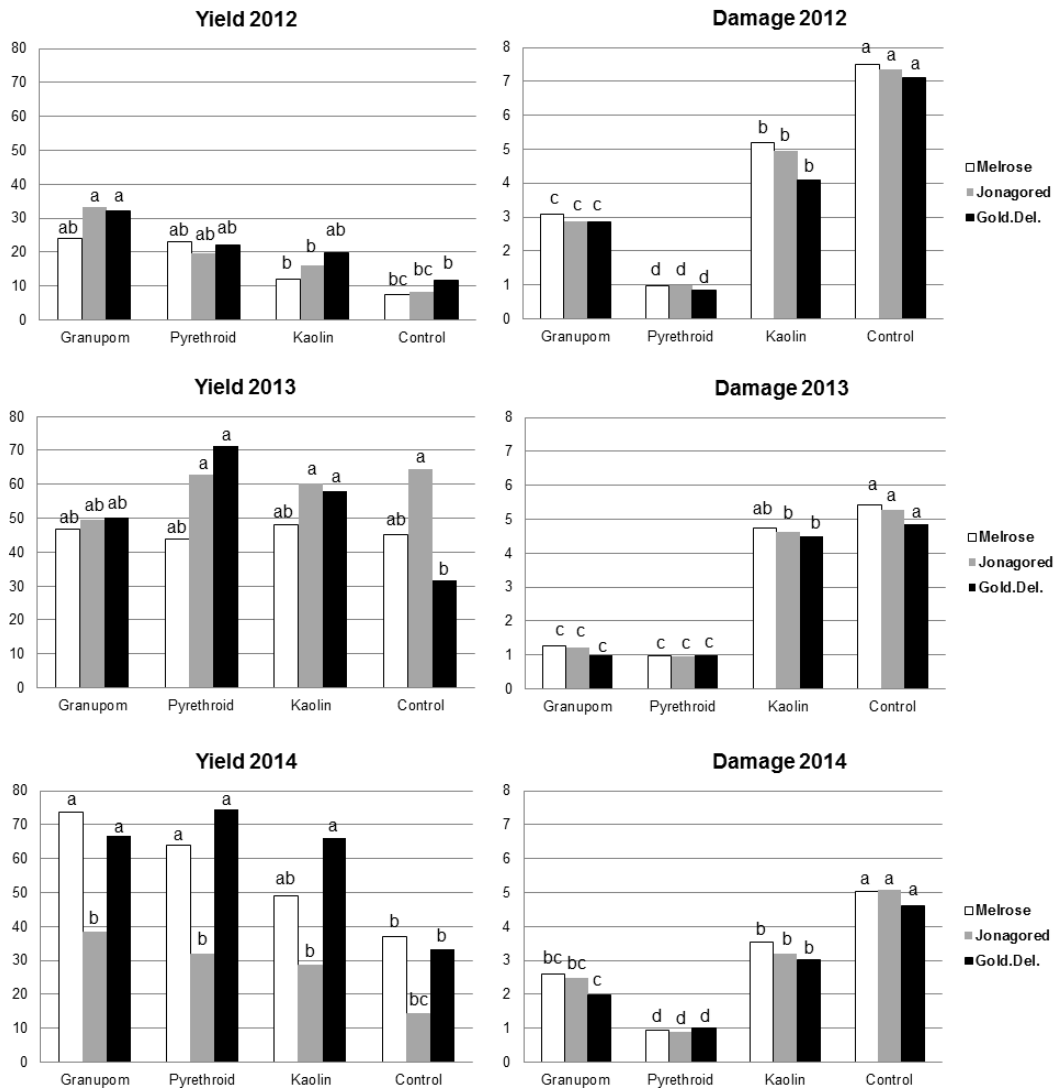 Yield 2012
80
70
60
50
40
30
20
10
0
ab a a
ab ab ab
b b ab
bc bc b
Granupom Pyrethroid Kaolin Control
Damage 2012
8
7
6
5
4
3
2
1
0
c c c
d d d
b b b
a a a
Granupom Pyrethroid Kaolin Control
Melrose
Jonagored
Gold.Del.
Yield 2013
80
70
60
50
40
30
20
10
0
ab ab ab
ab a a
ab a a
ab a b
Granupom Pyrethroid Kaolin Control
Damage 2013
8
7
6
5
4
3
2
1
0
c c c
c c c
ab b b
a a a
Granupom Pyrethroid Kaolin Control
Melrose
Jonagored
Gold.Del.
Yield 2014
80
70
60
50
40
30
20
10
0
a b a
a b a
ab b a
b bc b
Granupom Pyrethroid Kaolin Control
Damage 2014
8
7
6
5
4
3
2
1
0
bc bc c
d d d
b b b
a a a
Granupom Pyrethroid Kaolin Control
Melrose
Jonagored
Gold.Del.